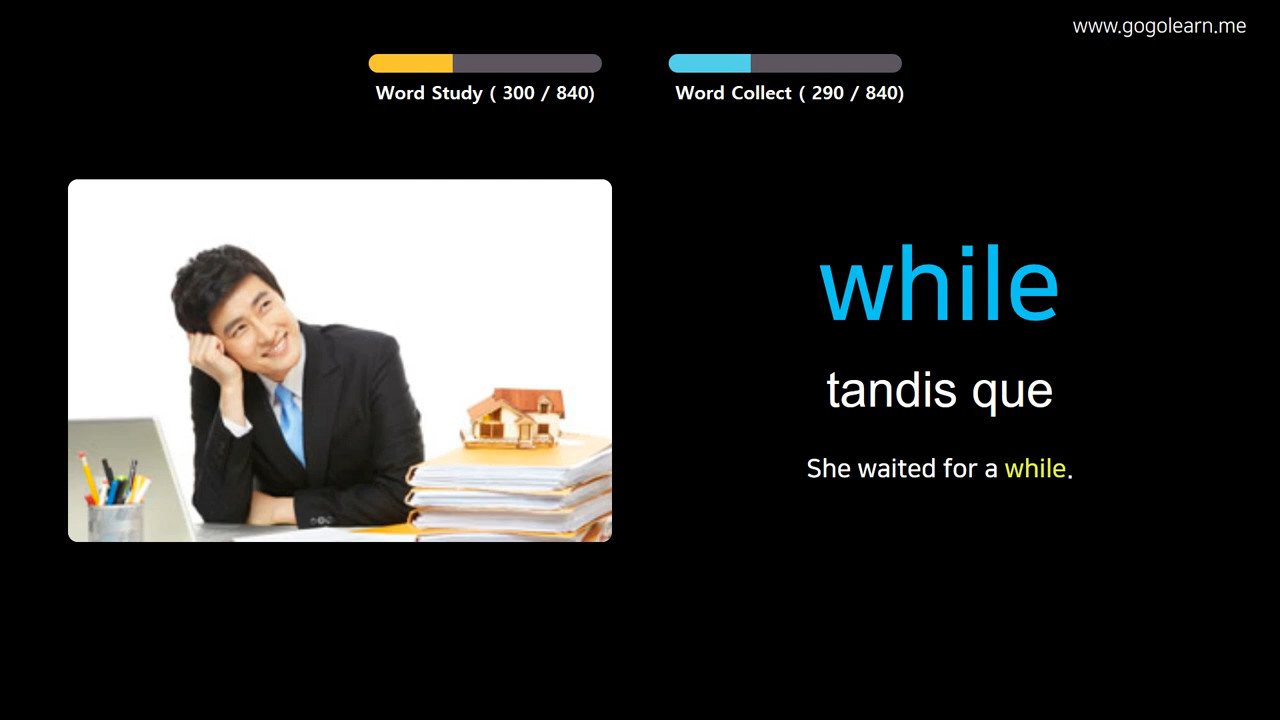 www.gogolearn.me
Word Study ( 300 / 840)
Word Collect ( 290 / 840)
while
tandis que
She waited for a while.